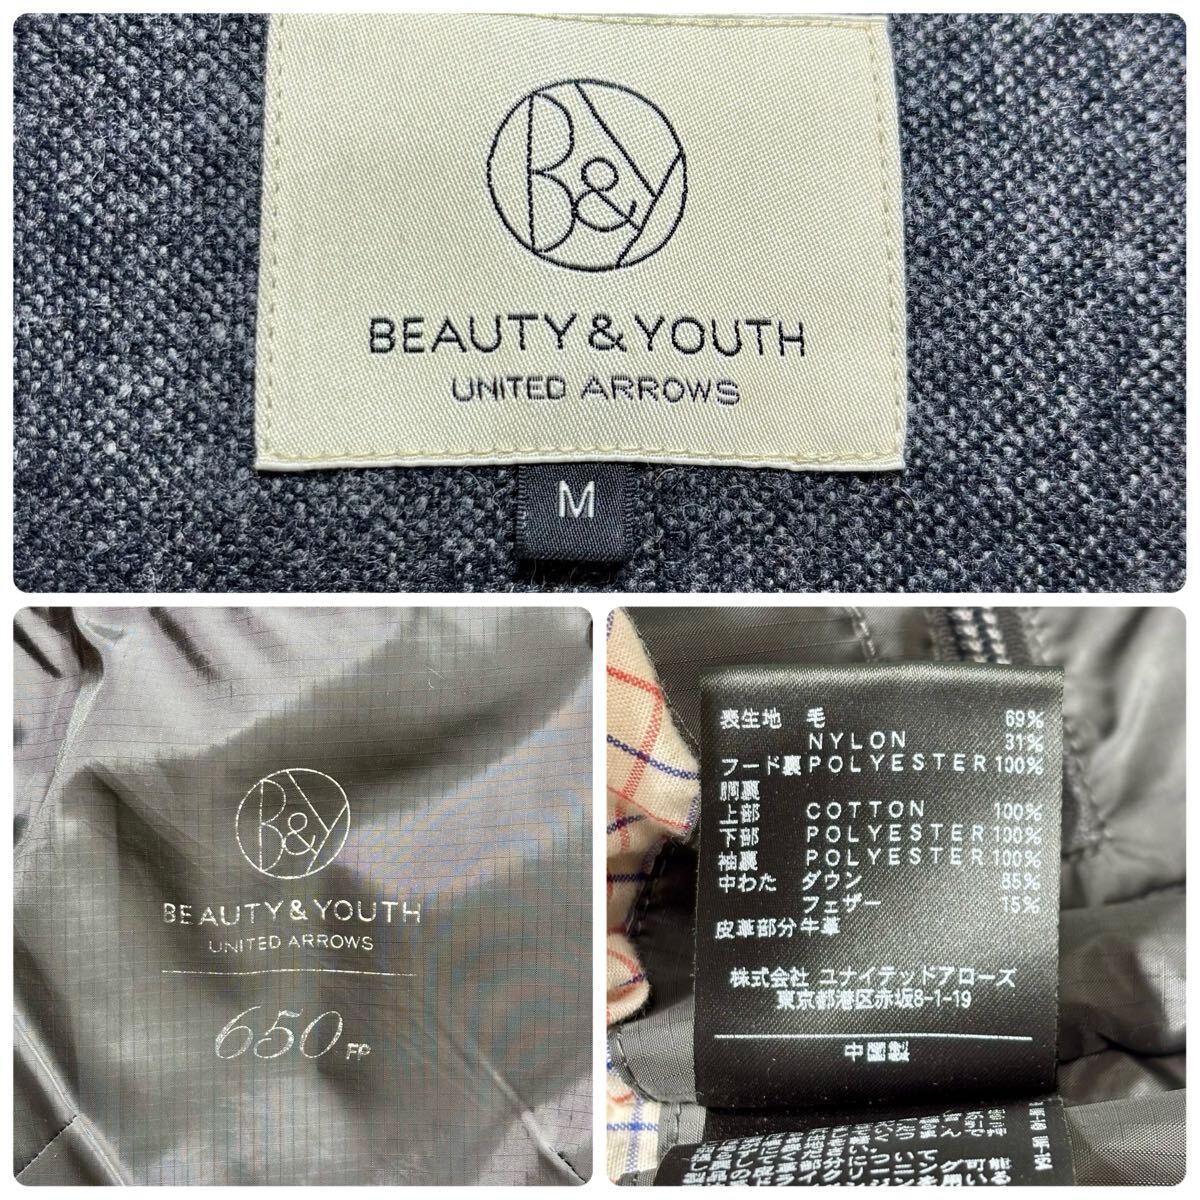 B&Y
BEAUTY & YOUTH
UNITED ARROWS
M
B&Y
BEAUTY & YOUTH
UNITED ARROWS
650 FP
表生地 毛 69%
NYLON 31%
フード裏 POLYESTER 100%
胴裏
上部 COTTON 100%
下部 POLYESTER 100%
袖裏 POLYESTER 100%
中わた ダウン 85%
フェザー 15%
皮革部分 牛革
株式会社 ユナイテッドアローズ
東京都港区赤坂8-1-19
中国製